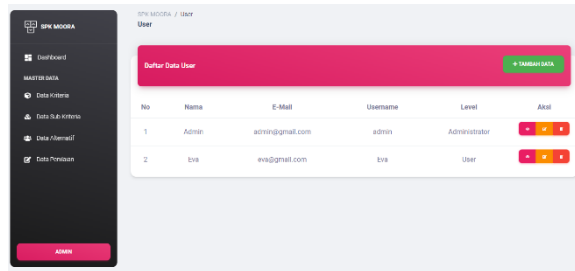 SPK MOORA
Dashboard
MASTER DATA
Data Kriteria
Data Sub Kriteria
Data Alternatif
Data Penilaian
ADMIN
SPK MOORA / User
User
Daftar Data User
+ TAMBAH DATA
No Nama E-Mail Username Level Aksi
1 Admin admin@gmail.com admin Administrator
2 Eva eva@gmail.com Eva User